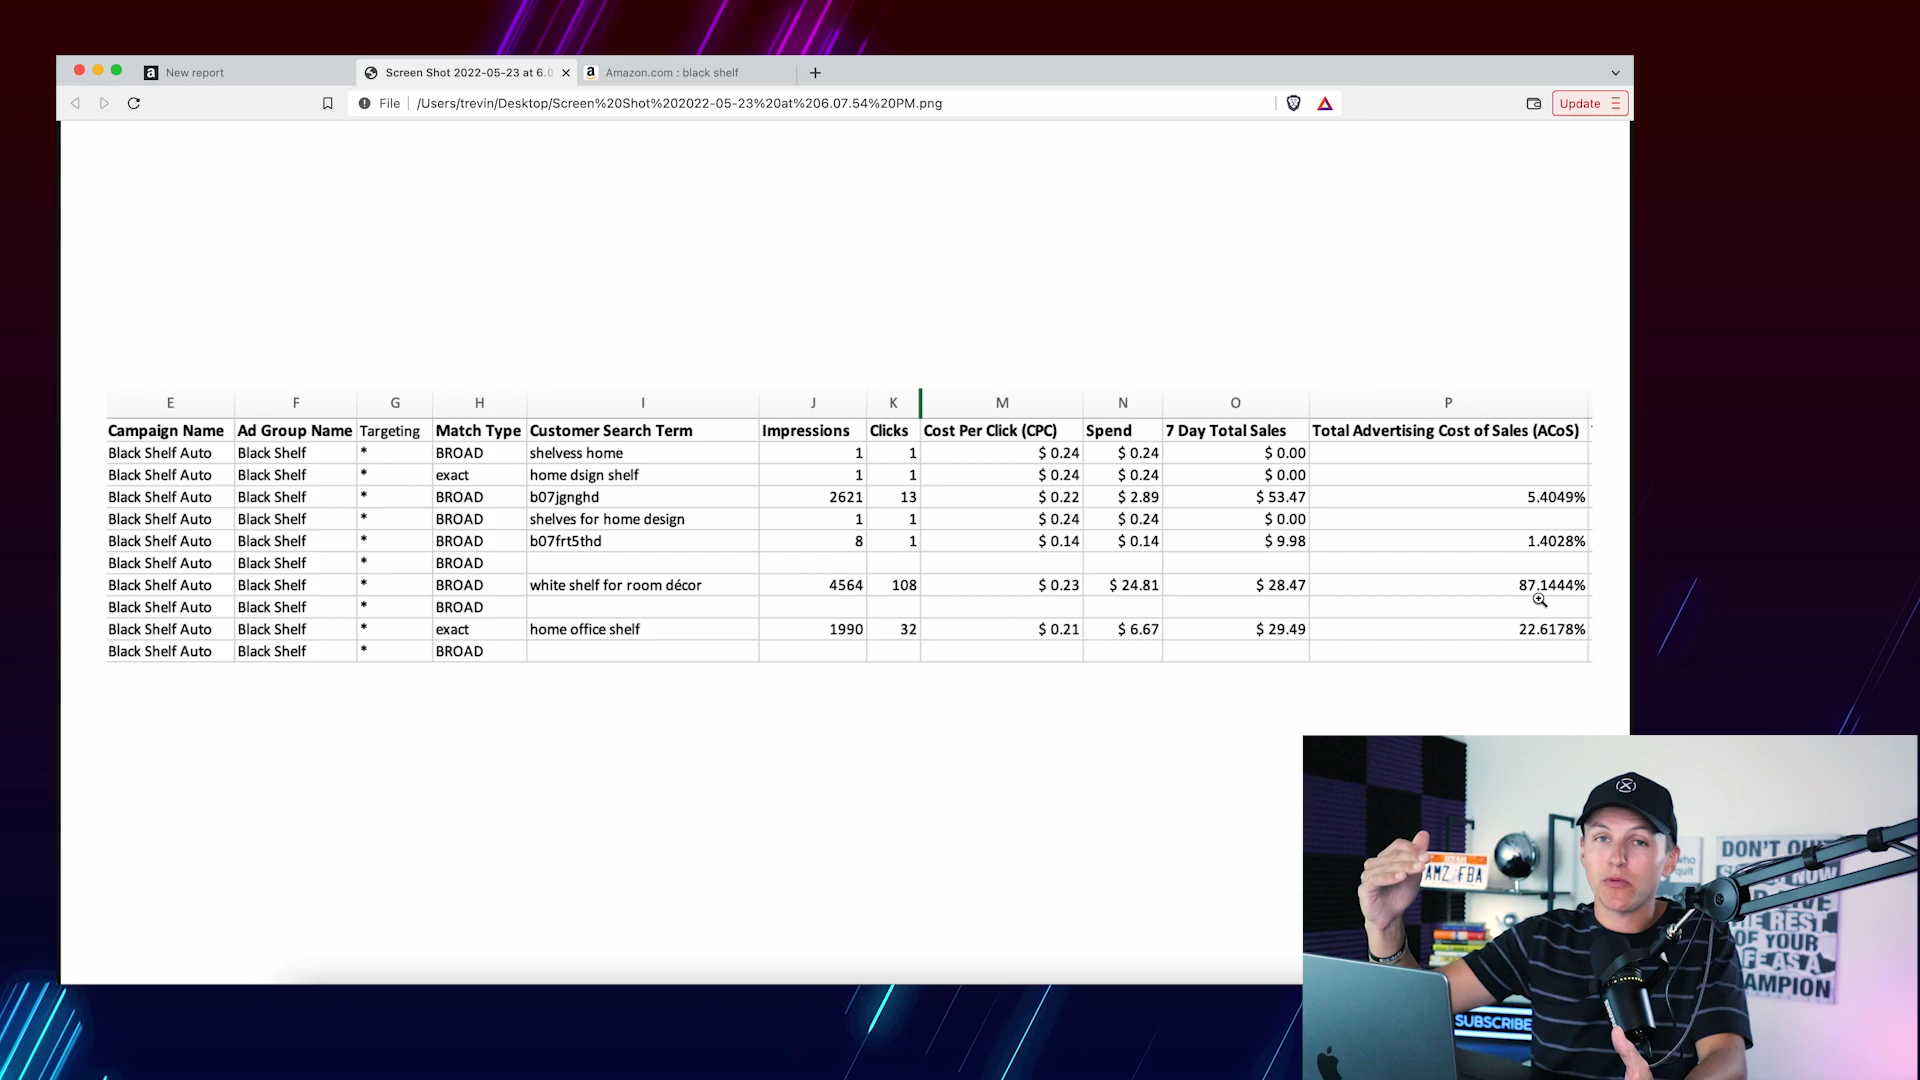 New report
Screen Shot 2022-05-23 at 6.0
Amazon.com : black shelf
File
/Users/trevin/Desktop/Screen%20Shot%202022-05-23%20at%206.07.54%20PM.png
Update
E F G H I J K M N O P
Campaign Name Ad Group Name Targeting Match Type Customer Search Term Impressions Clicks Cost Per Click (CPC) Spend 7 Day Total Sales Total Advertising Cost of Sales (ACoS)
Black Shelf Auto Black Shelf * BROAD shelvess home 1 1 $ 0.24 $ 0.24 $ 0.00
Black Shelf Auto Black Shelf * exact home dsign shelf 1 1 $ 0.24 $ 0.24 $ 0.00
Black Shelf Auto Black Shelf * BROAD b07jgnghd 2621 13 $ 0.22 $ 2.89 $ 53.47 5.4049%
Black Shelf Auto Black Shelf * BROAD shelves for home design 1 1 $ 0.24 $ 0.24 $ 0.00
Black Shelf Auto Black Shelf * BROAD b07frt5thd 8 1 $ 0.14 $ 0.14 $ 9.98 1.4028%
Black Shelf Auto Black Shelf * BROAD
Black Shelf Auto Black Shelf * BROAD white shelf for room décor 4564 108 $ 0.23 $ 24.81 $ 28.47 87.1444%
Black Shelf Auto Black Shelf * BROAD
Black Shelf Auto Black Shelf * exact home office shelf 1990 32 $ 0.21 $ 6.67 $ 29.49 22.6178%
Black Shelf Auto Black Shelf * BROAD
UTAH
AMZ FBA
who
quit
DON'T
NOW
THE REST
OF YOUR
AS A
CHAMPION
SUBSCRIBE